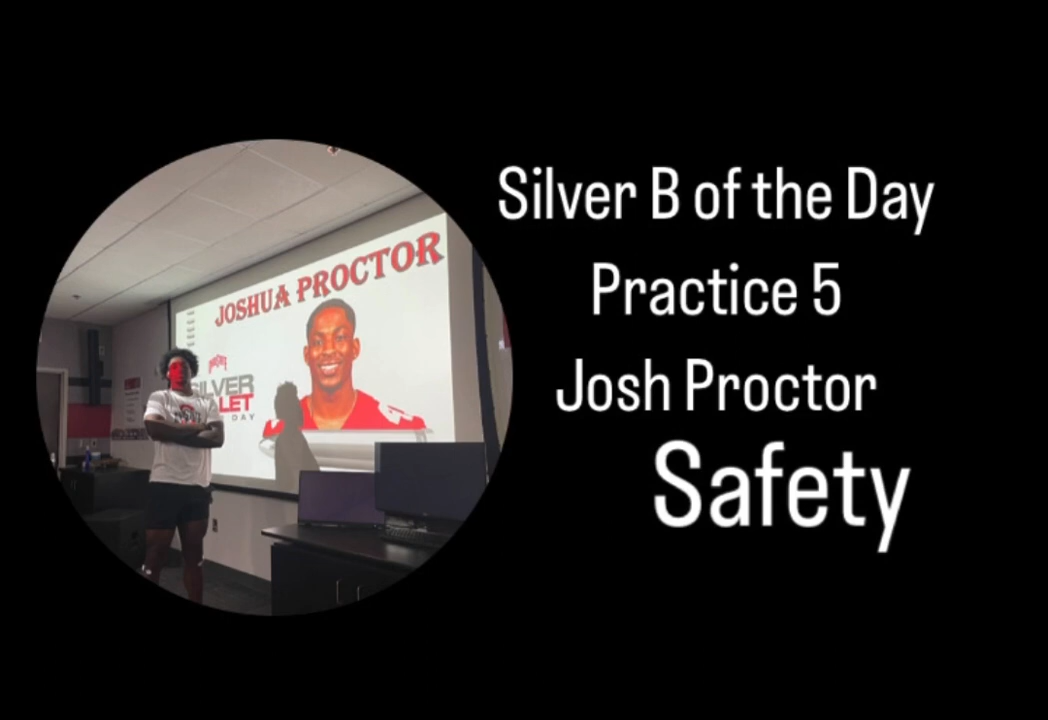 Silver B of the Day
Practice 5
Josh Proctor
Safety
JOSHUA PROCTOR
SILVER
LET
DAY